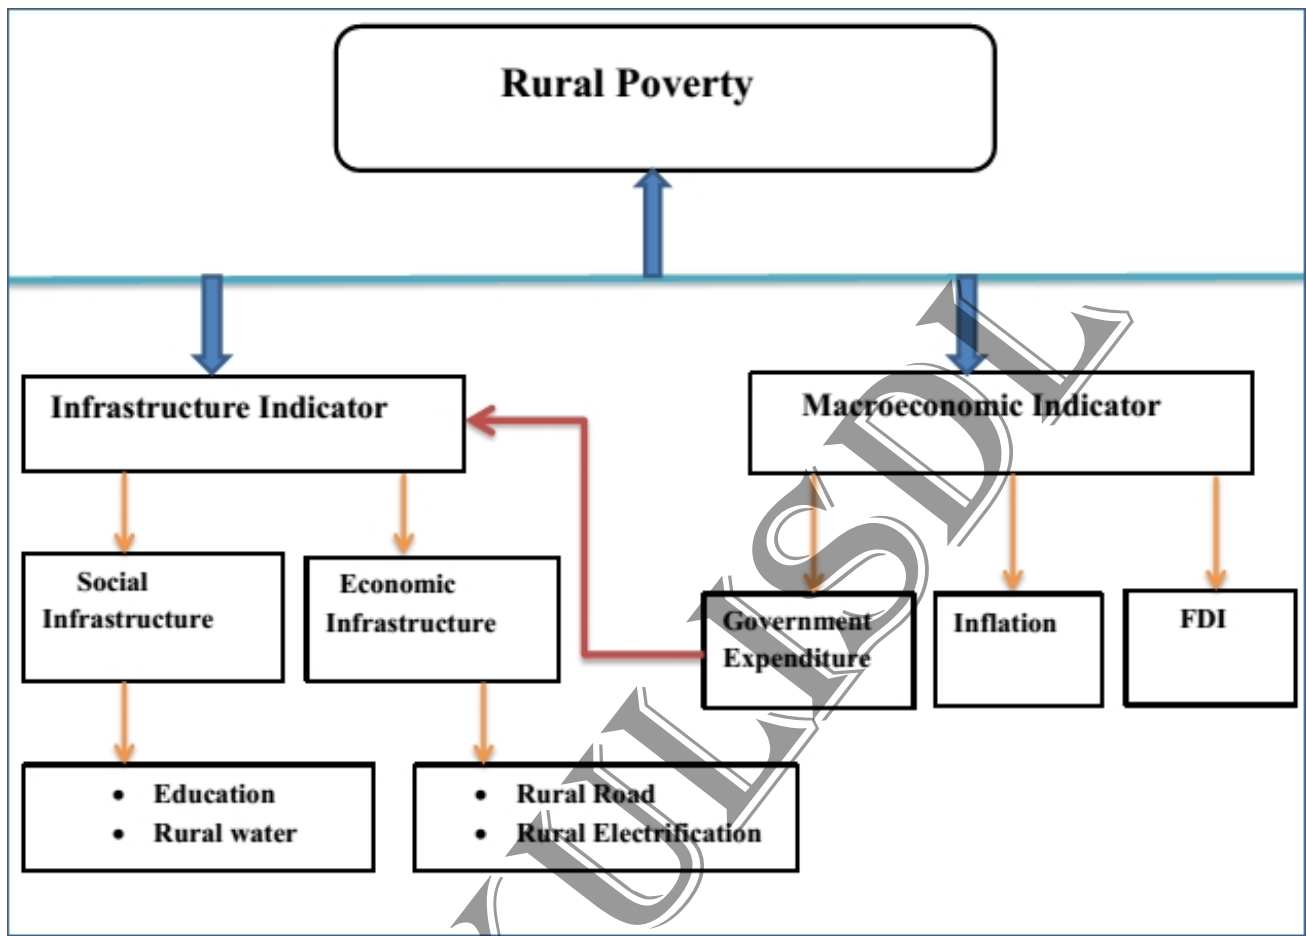 Rural Poverty
Infrastructure Indicator
Macroeconomic Indicator
Social
Infrastructure
Economic
Infrastructure
Government
Expenditure
Inflation
FDI
• Education
• Rural water
• Rural Road
• Rural Electrification